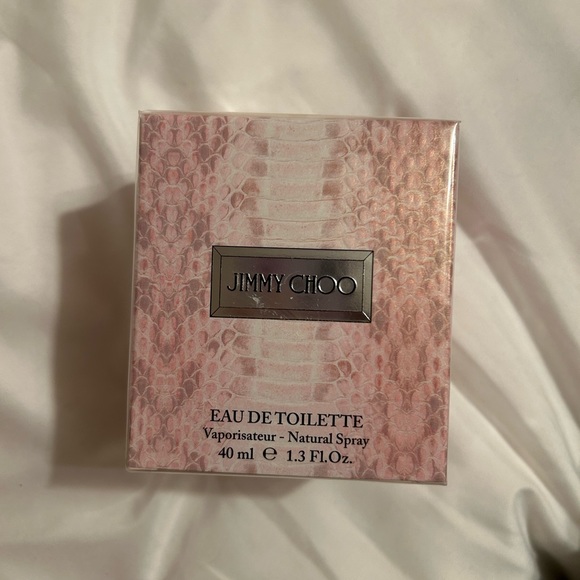 JIMMY CHOO
EAU DE TOILETTE
Vaporisateur - Natural Spray
40 ml ℮ 1.3 Fl.Oz.